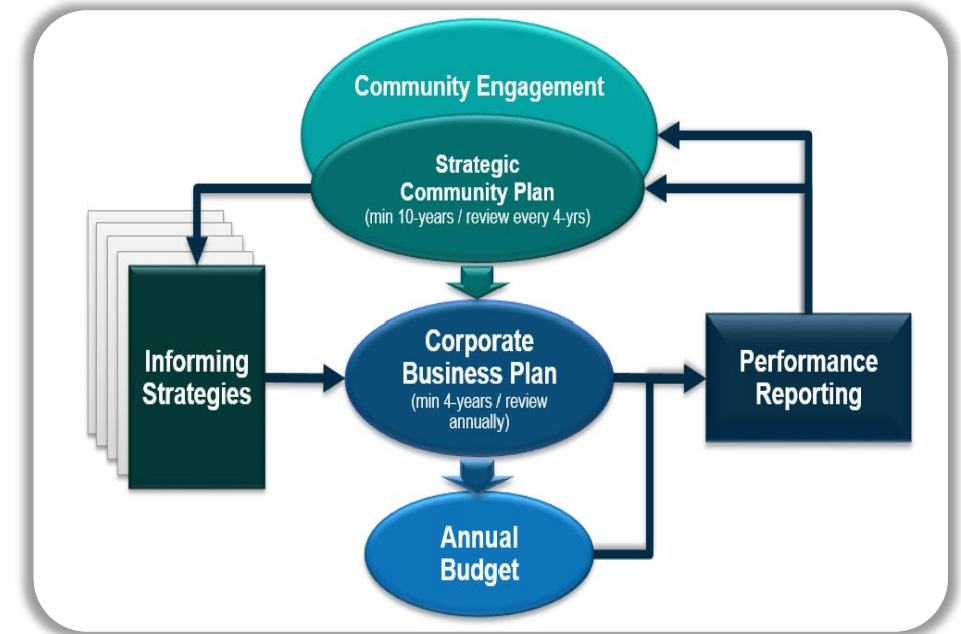 Community Engagement
Strategic
Community Plan
(min 10-years / review every 4-yrs)
Informing
Strategies
Corporate
Business Plan
(min 4-years / review
annually)
Performance
Reporting
Annual
Budget